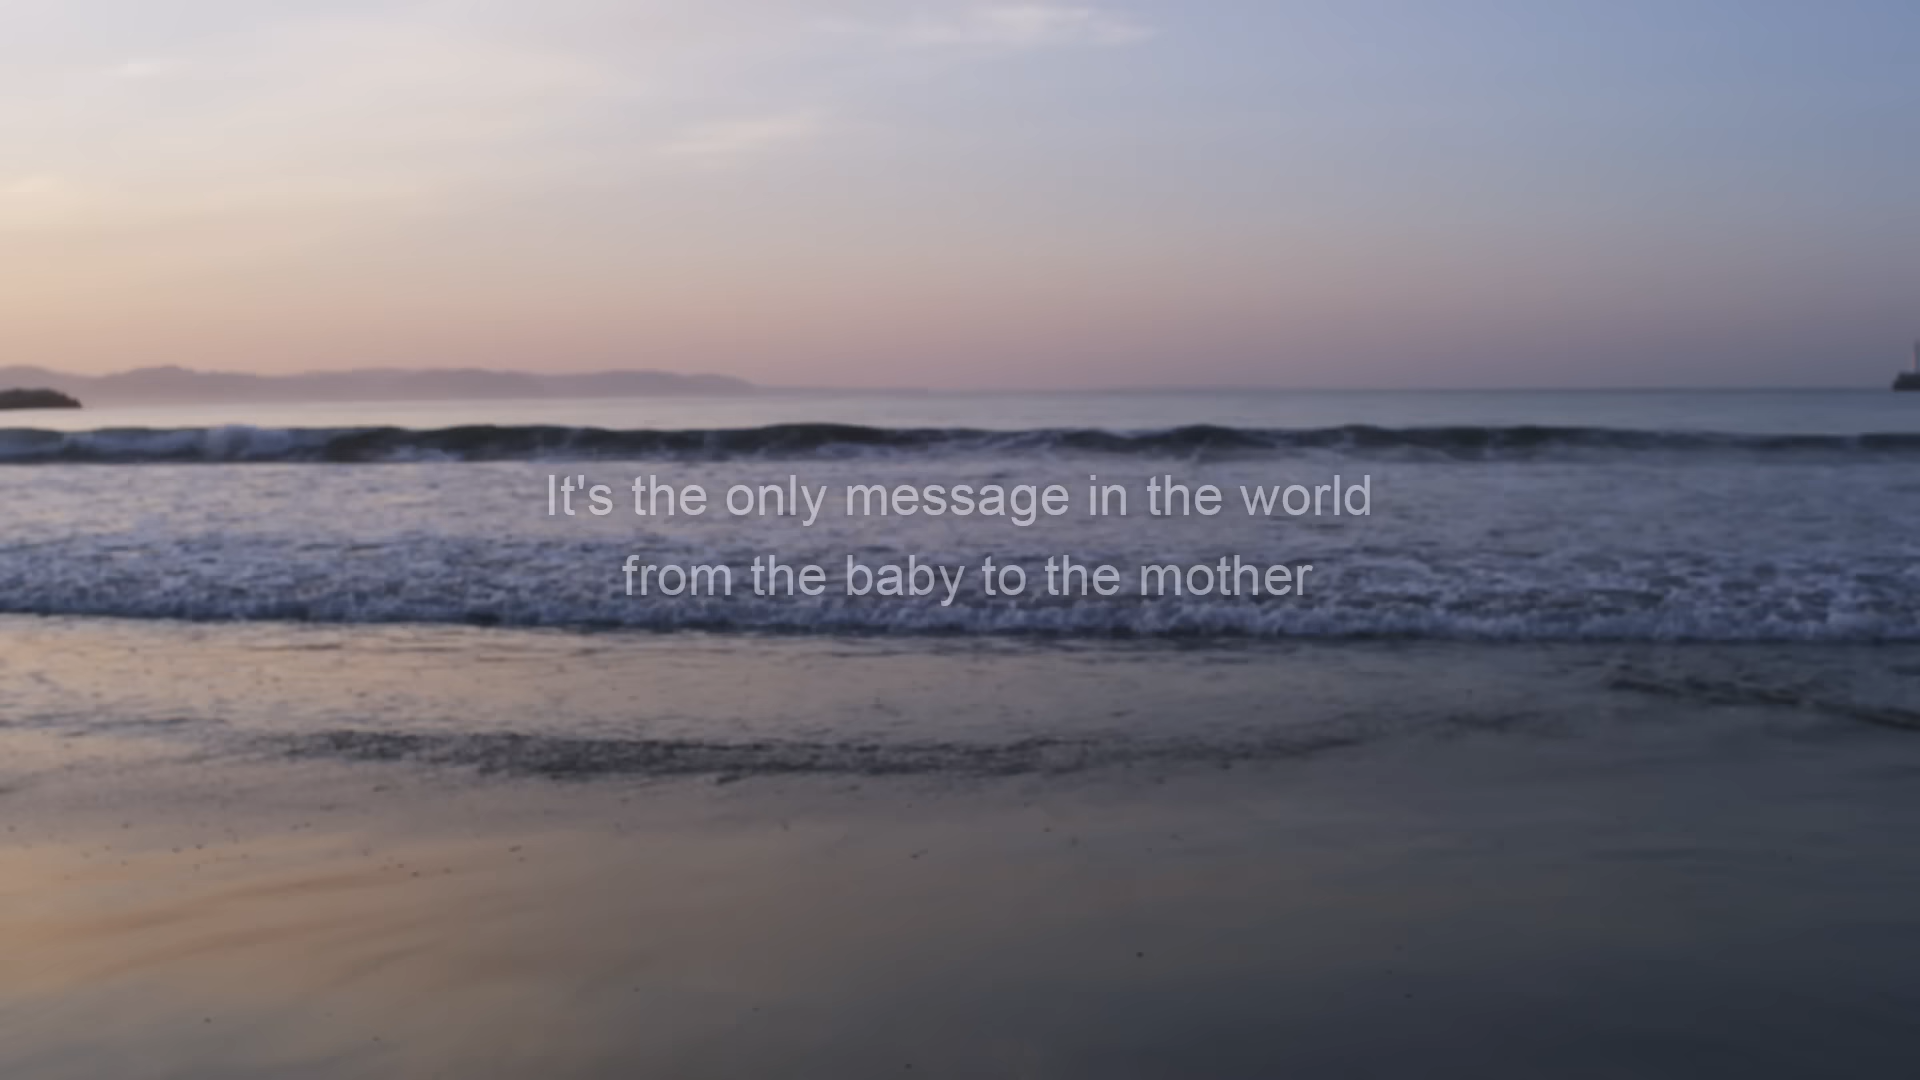 It's the only message in the world
from the baby to the mother